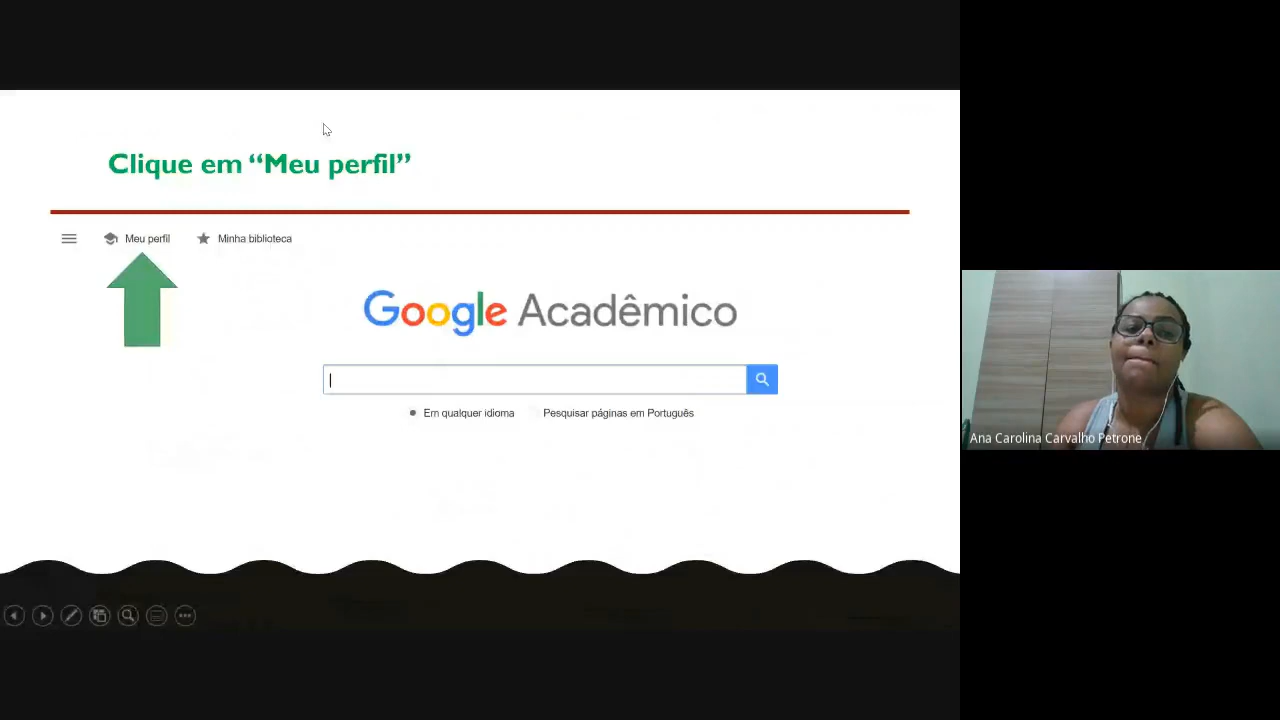 Clique em “Meu perfil”
Meu perfil
Minha biblioteca
Google Acadêmico
Em qualquer idioma
Pesquisar páginas em Português
Ana Carolina Carvalho Petrone